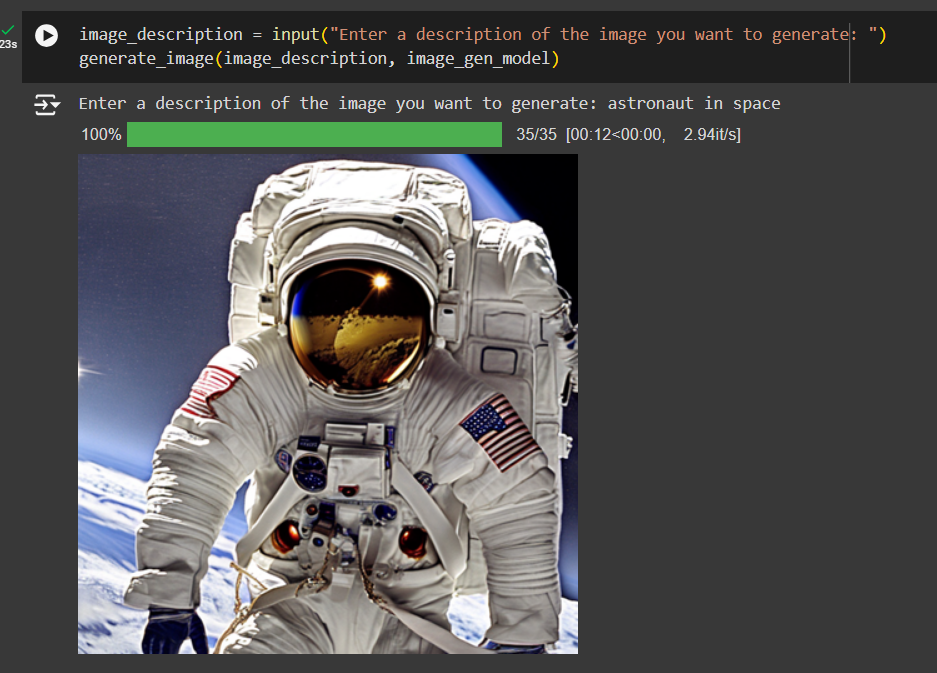 image_description = input("Enter a description of the image you want to generate: ")
23s
generate_image(image_description, image_gen_model)
Enter a description of the image you want to generate: astronaut in space
100% 35/35 [00:12<00:00, 2.94it/s]